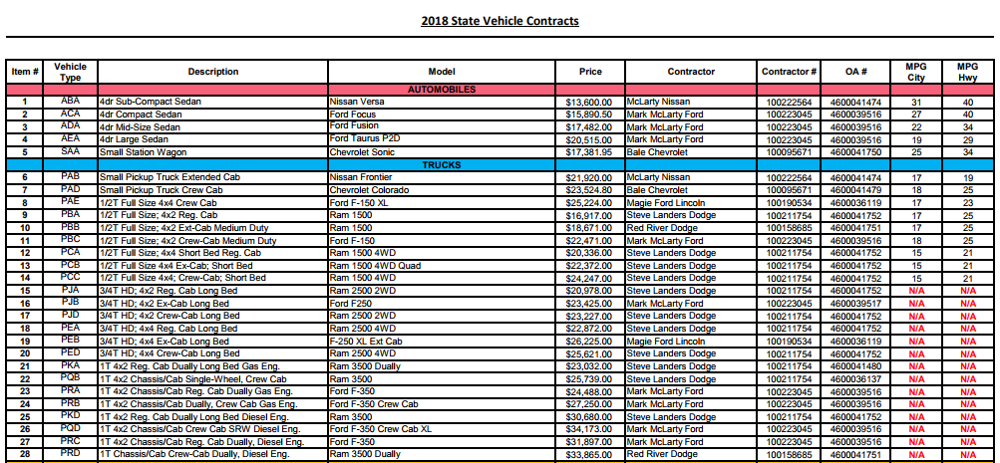 2018 State Vehicle Contracts
Item # Vehicle Type Description Model Price Contractor Contractor # OA # MPG City MPG Hwy
AUTOMOBILES
1 ABA 4dr Sub-Compact Sedan Nissan Versa $13,600.00 McLarty Nissan 100222564 4600041474 31 40
2 ACA 4dr Compact Sedan Ford Focus $15,890.50 Mark McLarty Ford 100223045 4600039516 27 40
3 ADA 4dr Mid-Size Sedan Ford Fusion $17,482.00 Mark McLarty Ford 100223045 4600039516 22 34
4 AEA 4dr Large Sedan Ford Taurus P2D $20,515.00 Mark McLarty Ford 100223045 4600039516 19 29
5 SAA Small Station Wagon Chevrolet Sonic $17,381.95 Bale Chevrolet 100095671 4600041750 25 34
TRUCKS
6 PAB Small Pickup Truck Extended Cab Nissan Frontier $21,920.00 McLarty Nissan 100222564 4600041474 17 19
7 PAD Small Pickup Truck Crew Cab Chevrolet Colorado $23,524.80 Bale Chevrolet 100095671 4600041479 18 25
8 PAE 1/2T Full Size 4x4 Crew Cab Ford F-150 XL $25,224.00 Magie Ford Lincoln 100190534 4600036119 17 23
9 PBA 1/2T Full Size; 4x2 Reg. Cab Ram 1500 $16,917.00 Steve Landers Dodge 100211754 4600041752 17 25
10 PBB 1/2T Full Size; 4x2 Ext-Cab Medium Duty Ram 1500 $18,671.00 Red River Dodge 100158685 4600041751 17 25
11 PBC 1/2T Full Size; 4x2 Crew-Cab Medium Duty Ford F-150 $22,471.00 Mark McLarty Ford 100223045 4600039516 18 25
12 PCA 1/2T Full Size; 4x4 Short Bed Reg. Cab Ram 1500 4WD $20,336.00 Steve Landers Dodge 100211754 4600041752 15 21
13 PCB 1/2T Full Size 4x4 Ex-Cab; Short Bed Ram 1500 4WD Quad $22,372.00 Steve Landers Dodge 100211754 4600041752 15 21
14 PCC 1/2T Full Size 4x4; Crew-Cab; Short Bed Ram 1500 4WD $24,247.00 Steve Landers Dodge 100211754 4600041752 15 21
15 PJA 3/4T HD; 4x2 Reg. Cab Long Bed Ram 2500 2WD $20,978.00 Steve Landers Dodge 100211754 4600041752 N/A N/A
16 PJB 3/4T HD; 4x2 Ex-Cab Long Bed Ford F250 $23,425.00 Mark McLarty Ford 100223045 4600039517 N/A N/A
17 PJD 3/4T HD; 4x2 Crew-Cab Long Bed Ram 2500 2WD $23,227.00 Steve Landers Dodge 100211754 4600041752 N/A N/A
18 PEA 3/4T HD; 4x4 Reg. Cab Long Bed Ram 2500 4WD $22,872.00 Steve Landers Dodge 100211754 4600041752 N/A N/A
19 PEB 3/4T HD; 4x4 Ex-Cab Long Bed F-250 XL Ext Cab $26,225.00 Magie Ford Lincoln 100190534 4600036119 N/A N/A
20 PED 3/4T HD; 4x4 Crew-Cab Long Bed Ram 2500 4WD $25,621.00 Steve Landers Dodge 100211754 4600041752 N/A N/A
21 PKA 1T 4x2 Reg. Cab Dually Long Bed Gas Eng. Ram 3500 Dually $23,032.00 Steve Landers Dodge 100211754 4600041480 N/A N/A
22 PQB 1T 4x2 Chassis/Cab Single-Wheel, Crew Cab Ram 3500 $25,739.00 Steve Landers Dodge 100211754 4600036137 N/A N/A
23 PRA 1T 4x2 Chassis/Cab Reg. Cab Dually Gas Eng. Ford F-350 $24,488.00 Mark McLarty Ford 100223045 4600039516 N/A N/A
24 PRB 1T 4x2 Chassis/Cab Dually, Crew Cab Gas Eng. Ford F-350 Crew Cab $27,250.00 Mark McLarty Ford 100223045 4600039516 N/A N/A
25 PKD 1T 4x2 Reg. Cab Dually Long Bed Diesel Eng. Ram 3500 $30,680.00 Steve Landers Dodge 100211754 4600041752 N/A N/A
26 PQD 1T 4x2 Chassis/Cab Crew Cab SRW Diesel Eng. Ford F-350 Crew Cab XL $34,173.00 Mark McLarty Ford 100223045 4600039516 N/A N/A
27 PRC 1T 4x2 Chassis/Cab Reg. Cab Dually, Diesel Eng. Ford F-350 $31,897.00 Mark McLarty Ford 100223045 4600039516 N/A N/A
28 PRD 1T Chassis/Cab Crew-Cab Dually, Diesel Eng. Ram 3500 Dually $33,865.00 Red River Dodge 100158685 4600041751 N/A N/A